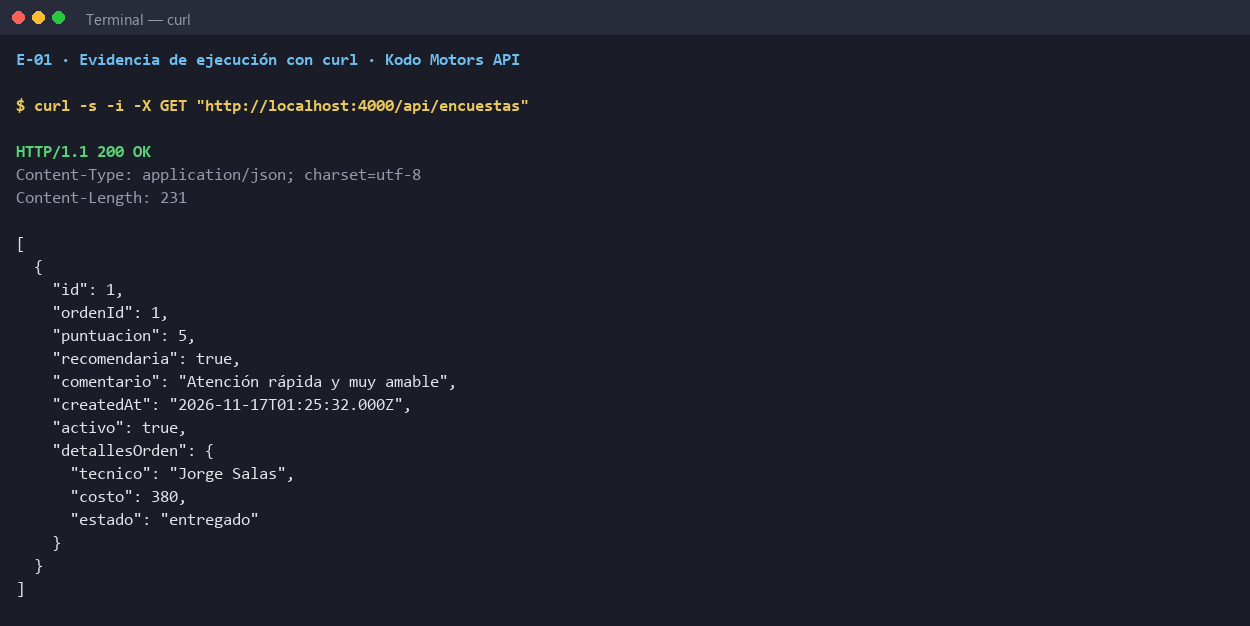 Terminal — curl
E-01 · Evidencia de ejecución con curl · Kodo Motors API
$ curl -s -i -X GET "http://localhost:4000/api/encuestas"
HTTP/1.1 200 OK
Content-Type: application/json; charset=utf-8
Content-Length: 231
[
  {
    "id": 1,
    "ordenId": 1,
    "puntuacion": 5,
    "recomendaria": true,
    "comentario": "Atención rápida y muy amable",
    "createdAt": "2026-11-17T01:25:32.000Z",
    "activo": true,
    "detallesOrden": {
      "tecnico": "Jorge Salas",
      "costo": 380,
      "estado": "entregado"
    }
  }
]